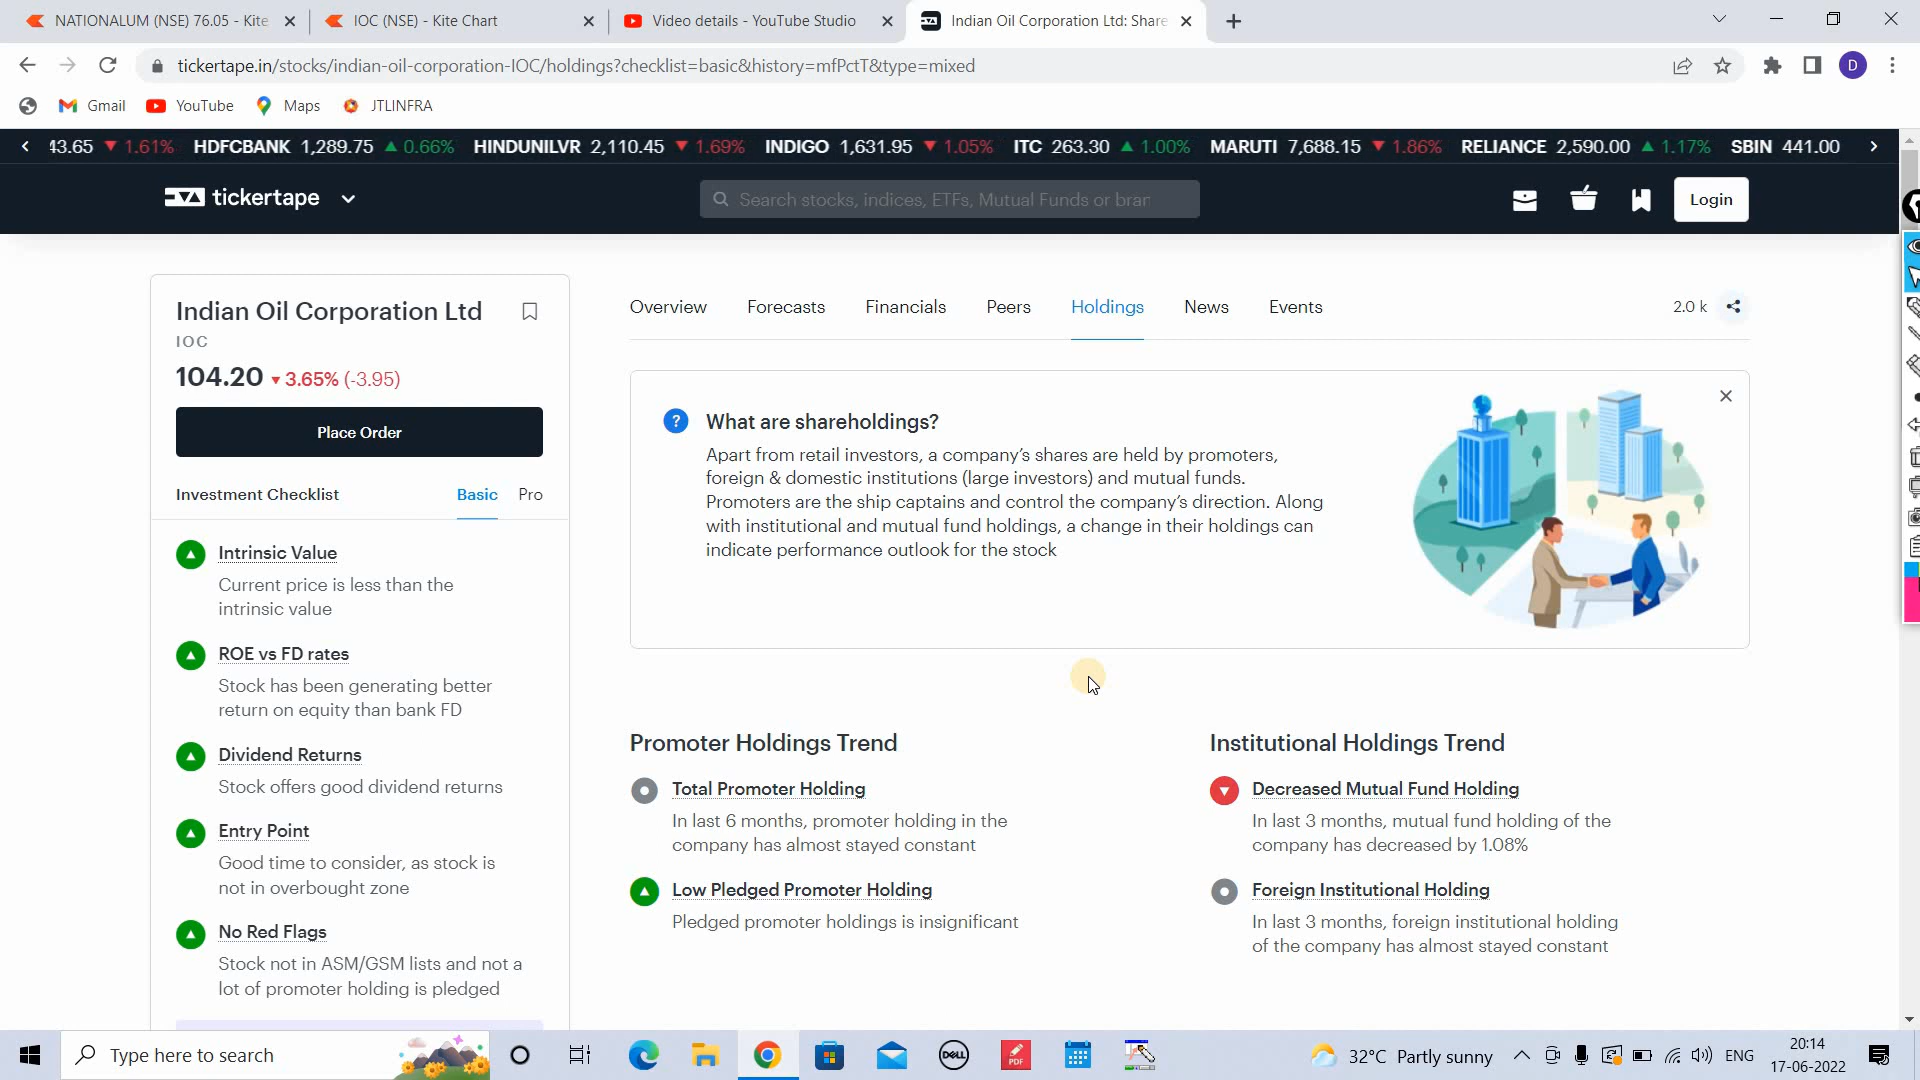 NATIONALUM (NSE) 76.05 - Kite
IOC (NSE) - Kite Chart
Video details - YouTube Studio
Indian Oil Corporation Ltd: Share
tickertape.in/stocks/indian-oil-corporation-IOC/holdings?checklist=basic&history=mfPctT&type=mixed
D
Gmail
YouTube
Maps
JTLINFRA
43.65 ▼ 1.61% HDFCBANK 1,289.75 ▲ 0.66% HINDUNILVR 2,110.45 ▼ 1.69% INDIGO 1,631.95 ▼ 1.05% ITC 263.30 ▲ 1.00% MARUTI 7,688.15 ▼ 1.86% RELIANCE 2,590.00 ▲ 1.17% SBIN 441.00
tickertape
Search stocks, indices, ETFs, Mutual Funds or brar
Login
Indian Oil Corporation Ltd
IOC
104.20 ▼ 3.65% (-3.95)
Place Order
Investment Checklist
Basic
Pro
Intrinsic Value
Current price is less than the
intrinsic value
ROE vs FD rates
Stock has been generating better
return on equity than bank FD
Dividend Returns
Stock offers good dividend returns
Entry Point
Good time to consider, as stock is
not in overbought zone
No Red Flags
Stock not in ASM/GSM lists and not a
lot of promoter holding is pledged
Overview
Forecasts
Financials
Peers
Holdings
News
Events
2.0 k
? What are shareholdings?
Apart from retail investors, a company's shares are held by promoters,
foreign & domestic institutions (large investors) and mutual funds.
Promoters are the ship captains and control the company's direction. Along
with institutional and mutual fund holdings, a change in their holdings can
indicate performance outlook for the stock
Promoter Holdings Trend
Total Promoter Holding
In last 6 months, promoter holding in the
company has almost stayed constant
Low Pledged Promoter Holding
Pledged promoter holdings is insignificant
Institutional Holdings Trend
Decreased Mutual Fund Holding
In last 3 months, mutual fund holding of the
company has decreased by 1.08%
Foreign Institutional Holding
In last 3 months, foreign institutional holding
of the company has almost stayed constant
Type here to search
DELL
PDF
32°C Partly sunny
ENG
20:14
17-06-2022